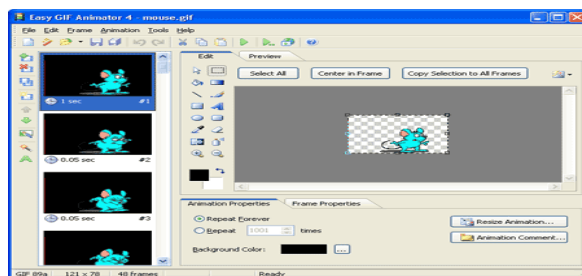 Easy GIF Animator 4 - mouse.gif
File Edit Frame Animation Tools Help
Edit Preview
Select All Center in Frame Copy Selection to All Frames
1 sec #1
0.05 sec #2
0.05 sec #3
Animation Properties Frame Properties
Repeat Forever
Repeat 1001 times
Resize Animation...
Background Color: ...
Animation Comment...
GIF 89a 121 x 78 48 frames Ready